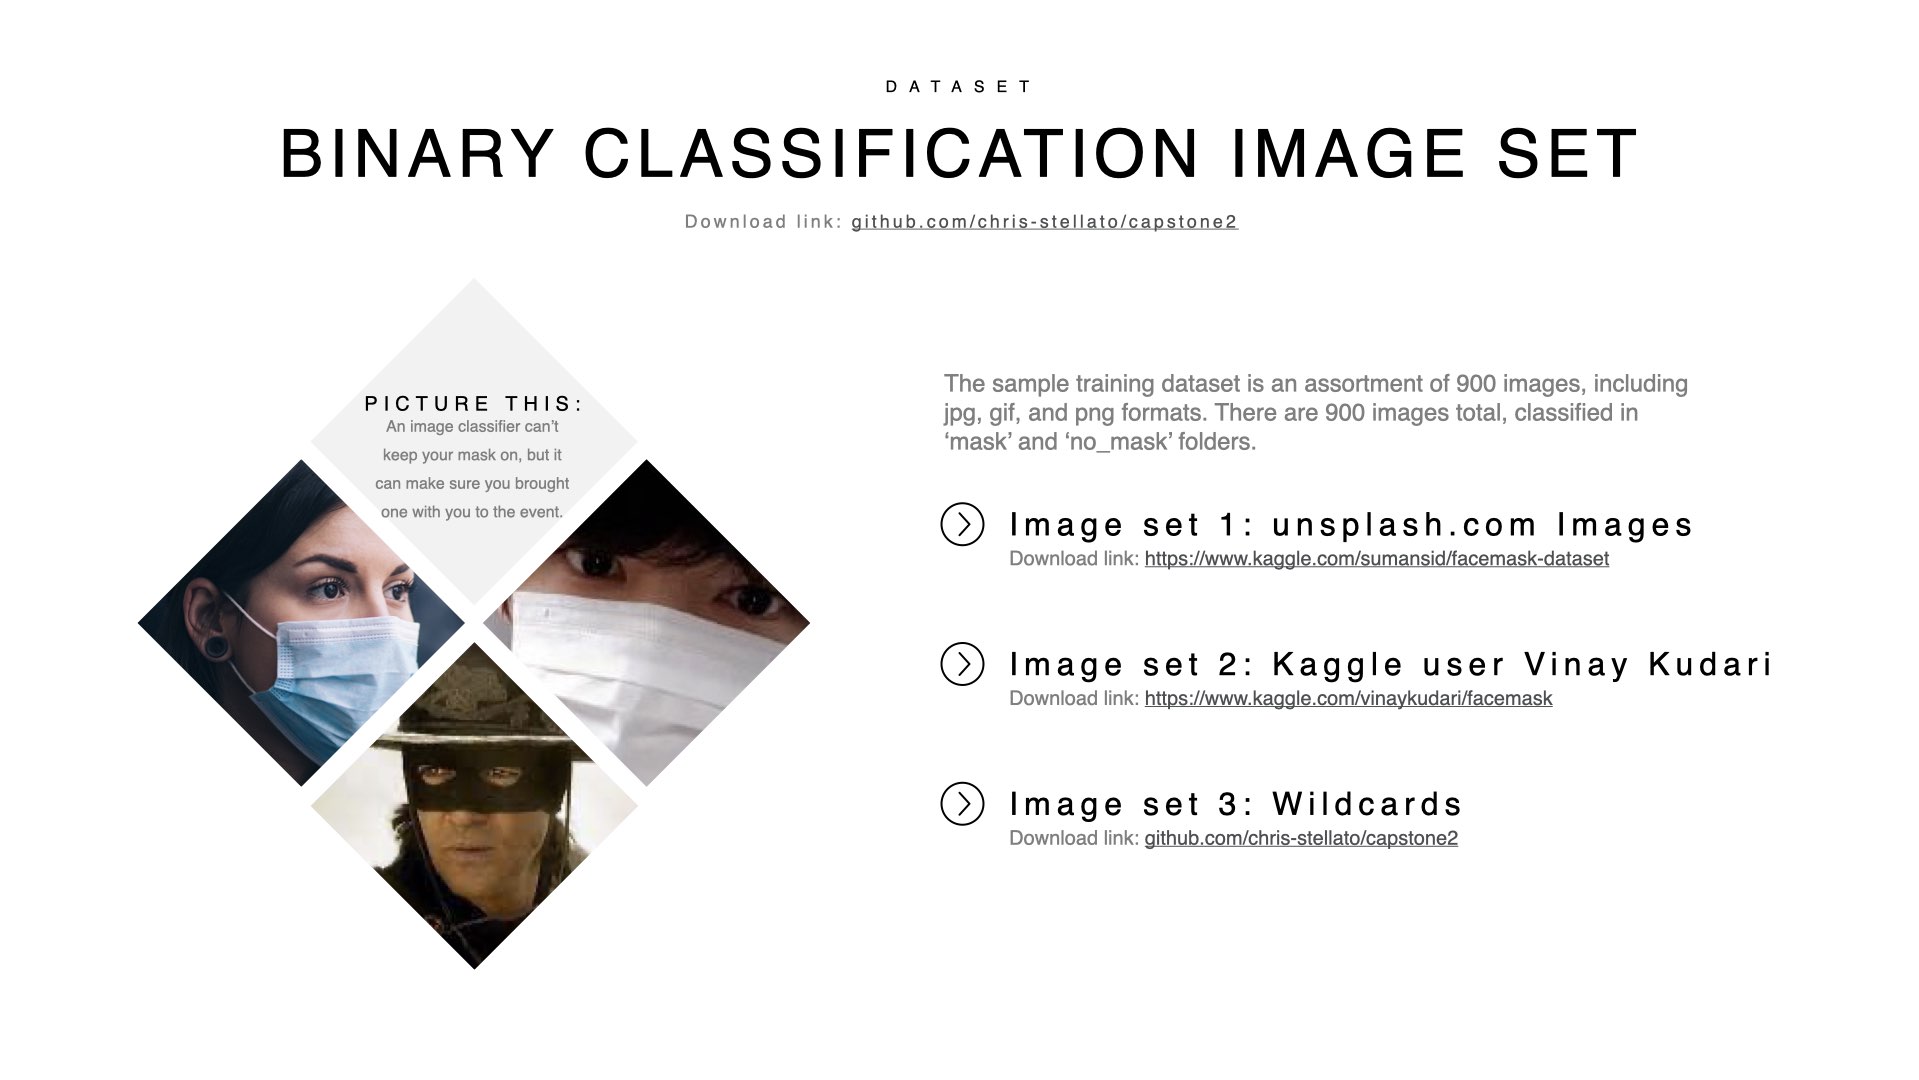 DATASET
BINARY CLASSIFICATION IMAGE SET
Download link: github.com/chris-stellato/capstone2
PICTURE THIS:
An image classifier can’t
keep your mask on, but it
can make sure you brought
one with you to the event.
The sample training dataset is an assortment of 900 images, including
jpg, gif, and png formats. There are 900 images total, classified in
‘mask’ and ‘no_mask’ folders.
Image set 1: unsplash.com Images
Download link: https://www.kaggle.com/sumansid/facemask-dataset
Image set 2: Kaggle user Vinay Kudari
Download link: https://www.kaggle.com/vinaykudari/facemask
Image set 3: Wildcards
Download link: github.com/chris-stellato/capstone2